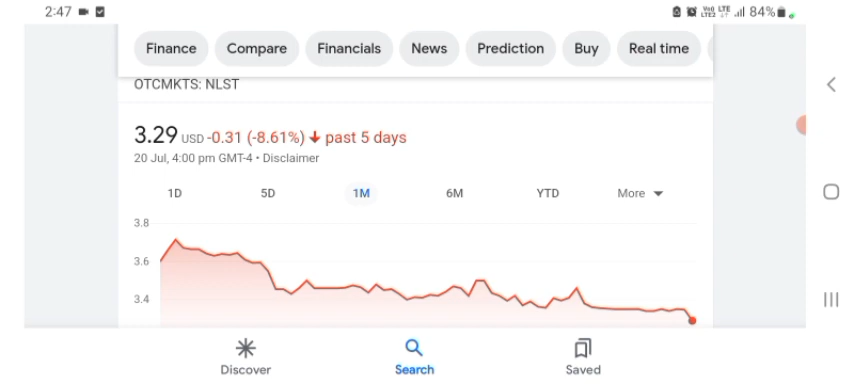 2:47 84%
Finance Compare Financials News Prediction Buy Real time
OTCMKTS: NLST
3.29 USD -0.31 (-8.61%) ↓ past 5 days
20 Jul, 4:00 pm GMT-4 • Disclaimer
1D 5D 1M 6M YTD More
3.8
3.6
3.4
Discover Search Saved